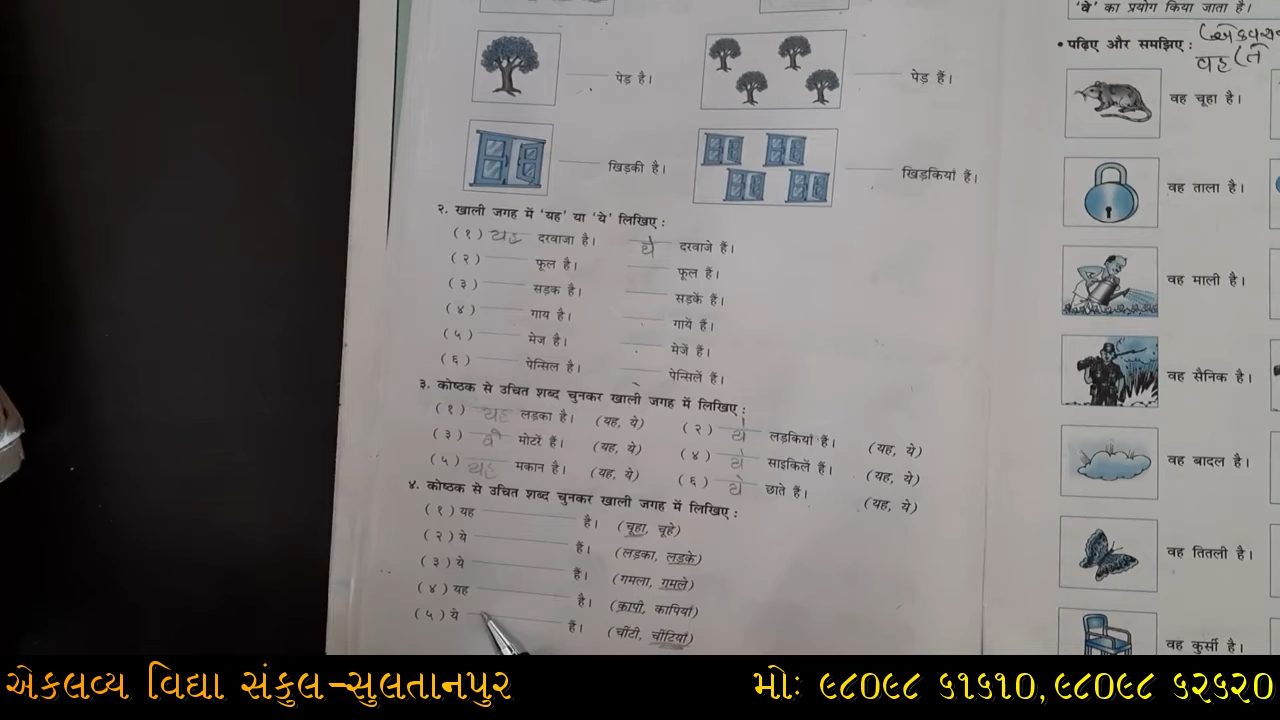 'वे' का प्रयोग किया जाता है।
• पढ़िए और समझिए :
वह
पेड़ है।
पेड़ हैं।
खिड़की है।
खिड़कियाँ हैं।
२. खाली जगह में 'यह' या 'ये' लिखिए :
(१) यह दरवाजा है। ये दरवाजे हैं।
(२) फूल है। फूल हैं।
(३) सड़क है। सड़कें हैं।
(४) गाय है। गायें हैं।
(५) मेज है। मेजें हैं।
(६) पेन्सिल है। पेन्सिलें हैं।
३. कोष्ठक से उचित शब्द चुनकर खाली जगह में लिखिए :
(१) यह लड़का है। (यह, ये) (२) ये लड़कियाँ हैं। (यह, ये)
(३) ये मोटरें हैं। (यह, ये) (४) ये साइकिलें हैं। (यह, ये)
(५) यह मकान है। (यह, ये) (६) ये छाते हैं। (यह, ये)
४. कोष्ठक से उचित शब्द चुनकर खाली जगह में लिखिए :
(१) यह है। (चूहा, चूहे)
(२) ये हैं। (लड़का, लड़के)
(३) ये हैं। (गमला, गमले)
(४) यह है। (कापी, कापियाँ)
(५) ये हैं। (चींटी, चींटियाँ)
वह चूहा है।
वह ताला है।
वह माली है।
वह सैनिक है।
वह बादल है।
वह तितली है।
वह कुर्सी है।
એકલવ્ય વિદ્યા સંકુલ-સુલતાનપુર મોઃ ૯૮૦૯૮ ૬૧૬૧૦,૯૮૦૯૮ ૬૨૬૨૦